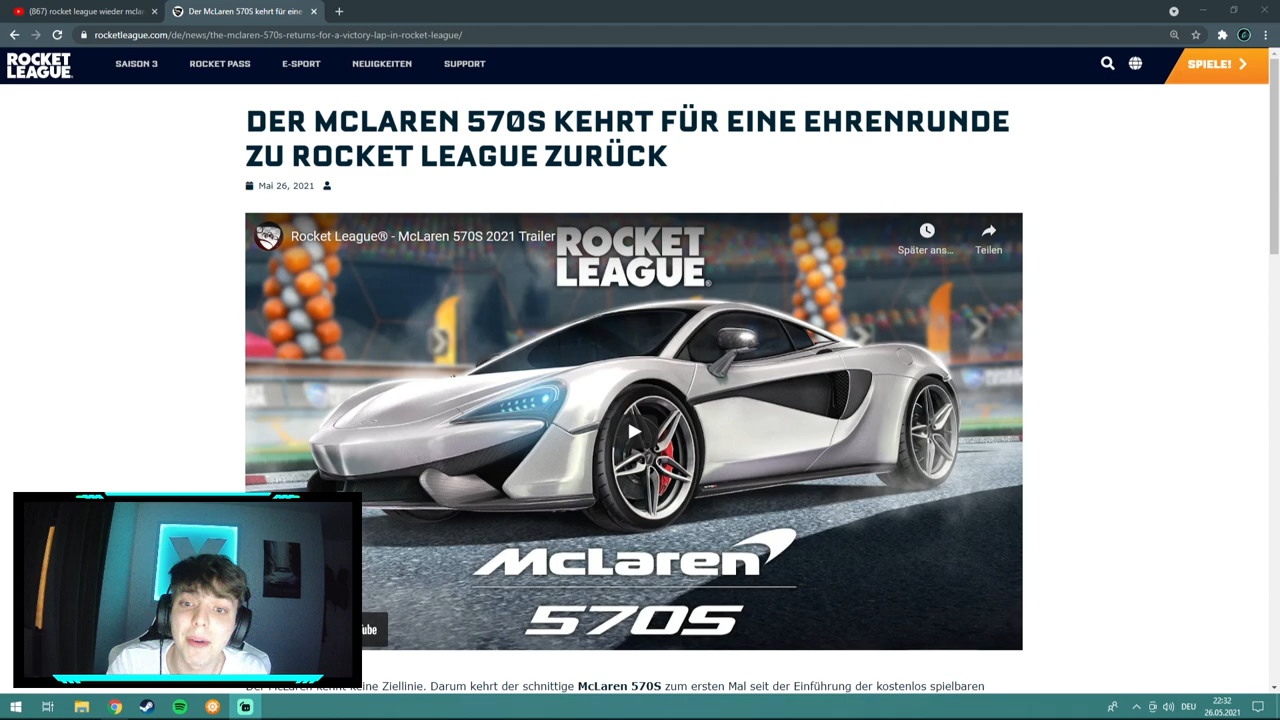 (867) rocket league wieder mclar
Der McLaren 570S kehrt für eine
rocketleague.com/de/news/the-mclaren-570s-returns-for-a-victory-lap-in-rocket-league/
ROCKET LEAGUE
SAISON 3
ROCKET PASS
E-SPORT
NEUIGKEITEN
SUPPORT
SPIELE!
DER MCLAREN 570S KEHRT FÜR EINE EHRENRUNDE
ZU ROCKET LEAGUE ZURÜCK
Mai 26, 2021
Rocket League® - McLaren 570S 2021 Trailer
ROCKET
LEAGUE®
Später ans...
Teilen
McLaren
570S
Der McLaren kennt keine Ziellinie. Darum kehrt der schnittige McLaren 570S zum ersten Mal seit der Einführung der kostenlos spielbaren
DEU
22:32
26.05.2021